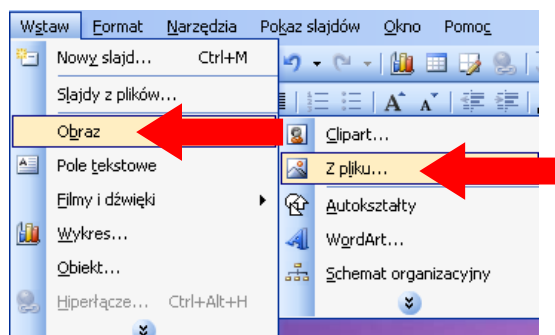 Wstaw Format Narzędzia Pokaz slajdów Okno Pomoc
Nowy slajd... Ctrl+M
Slajdy z plików...
Obraz
Pole tekstowe
Filmy i dźwięki
Wykres...
Obiekt...
Hiperłącze... Ctrl+Alt+H
Clipart...
Z pliku...
Autokształty
WordArt...
Schemat organizacyjny